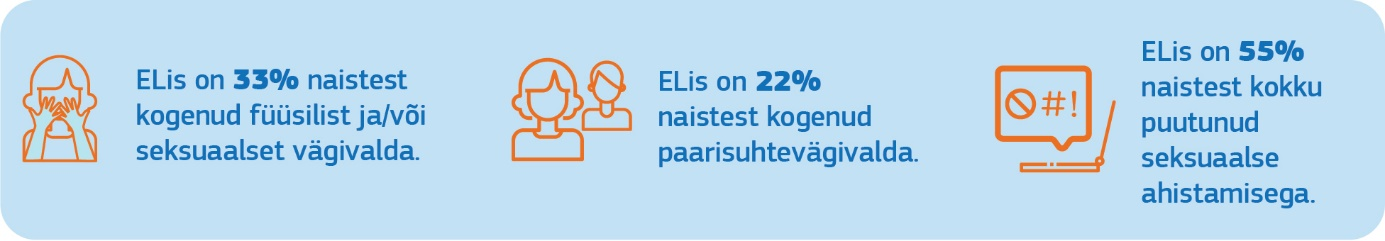 ELis on 33% naistest
kogenud füüsilist ja/või
seksuaalset vägivalda.
ELis on 22%
naistest kogenud
paarisuhtevägivalda.
#!
ELis on 55%
naistest kokku
puutunud
seksuaalse
ahistamisega.